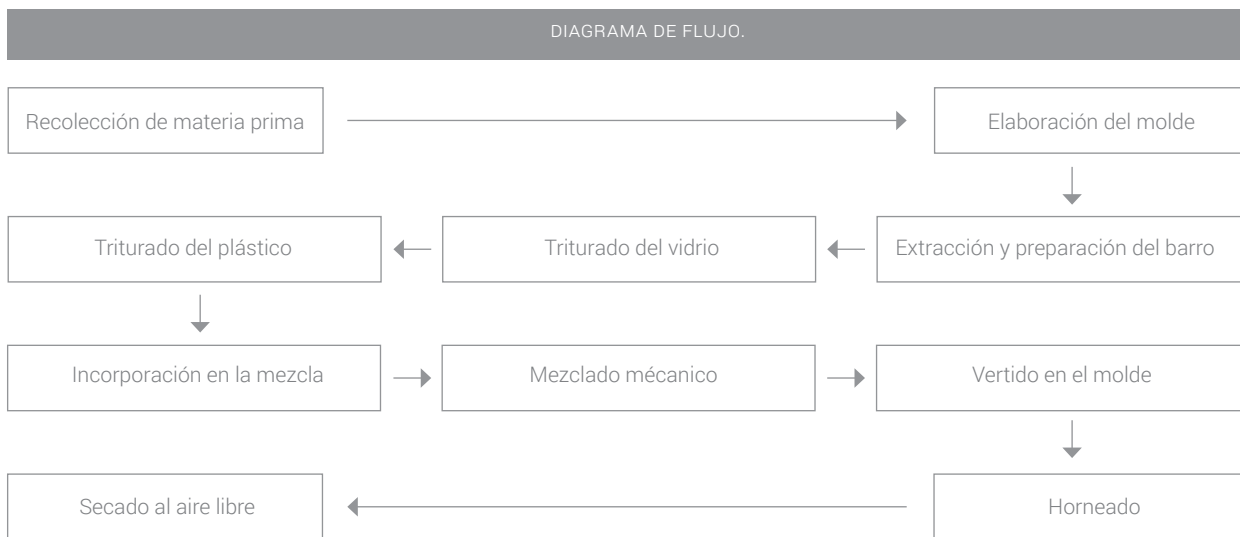 DIAGRAMA DE FLUJO.
Recolección de materia prima
Elaboración del molde
Extracción y preparación del barro
Triturado del vidrio
Triturado del plástico
Incorporación en la mezcla
Mezclado mécanico
Vertido en el molde
Horneado
Secado al aire libre